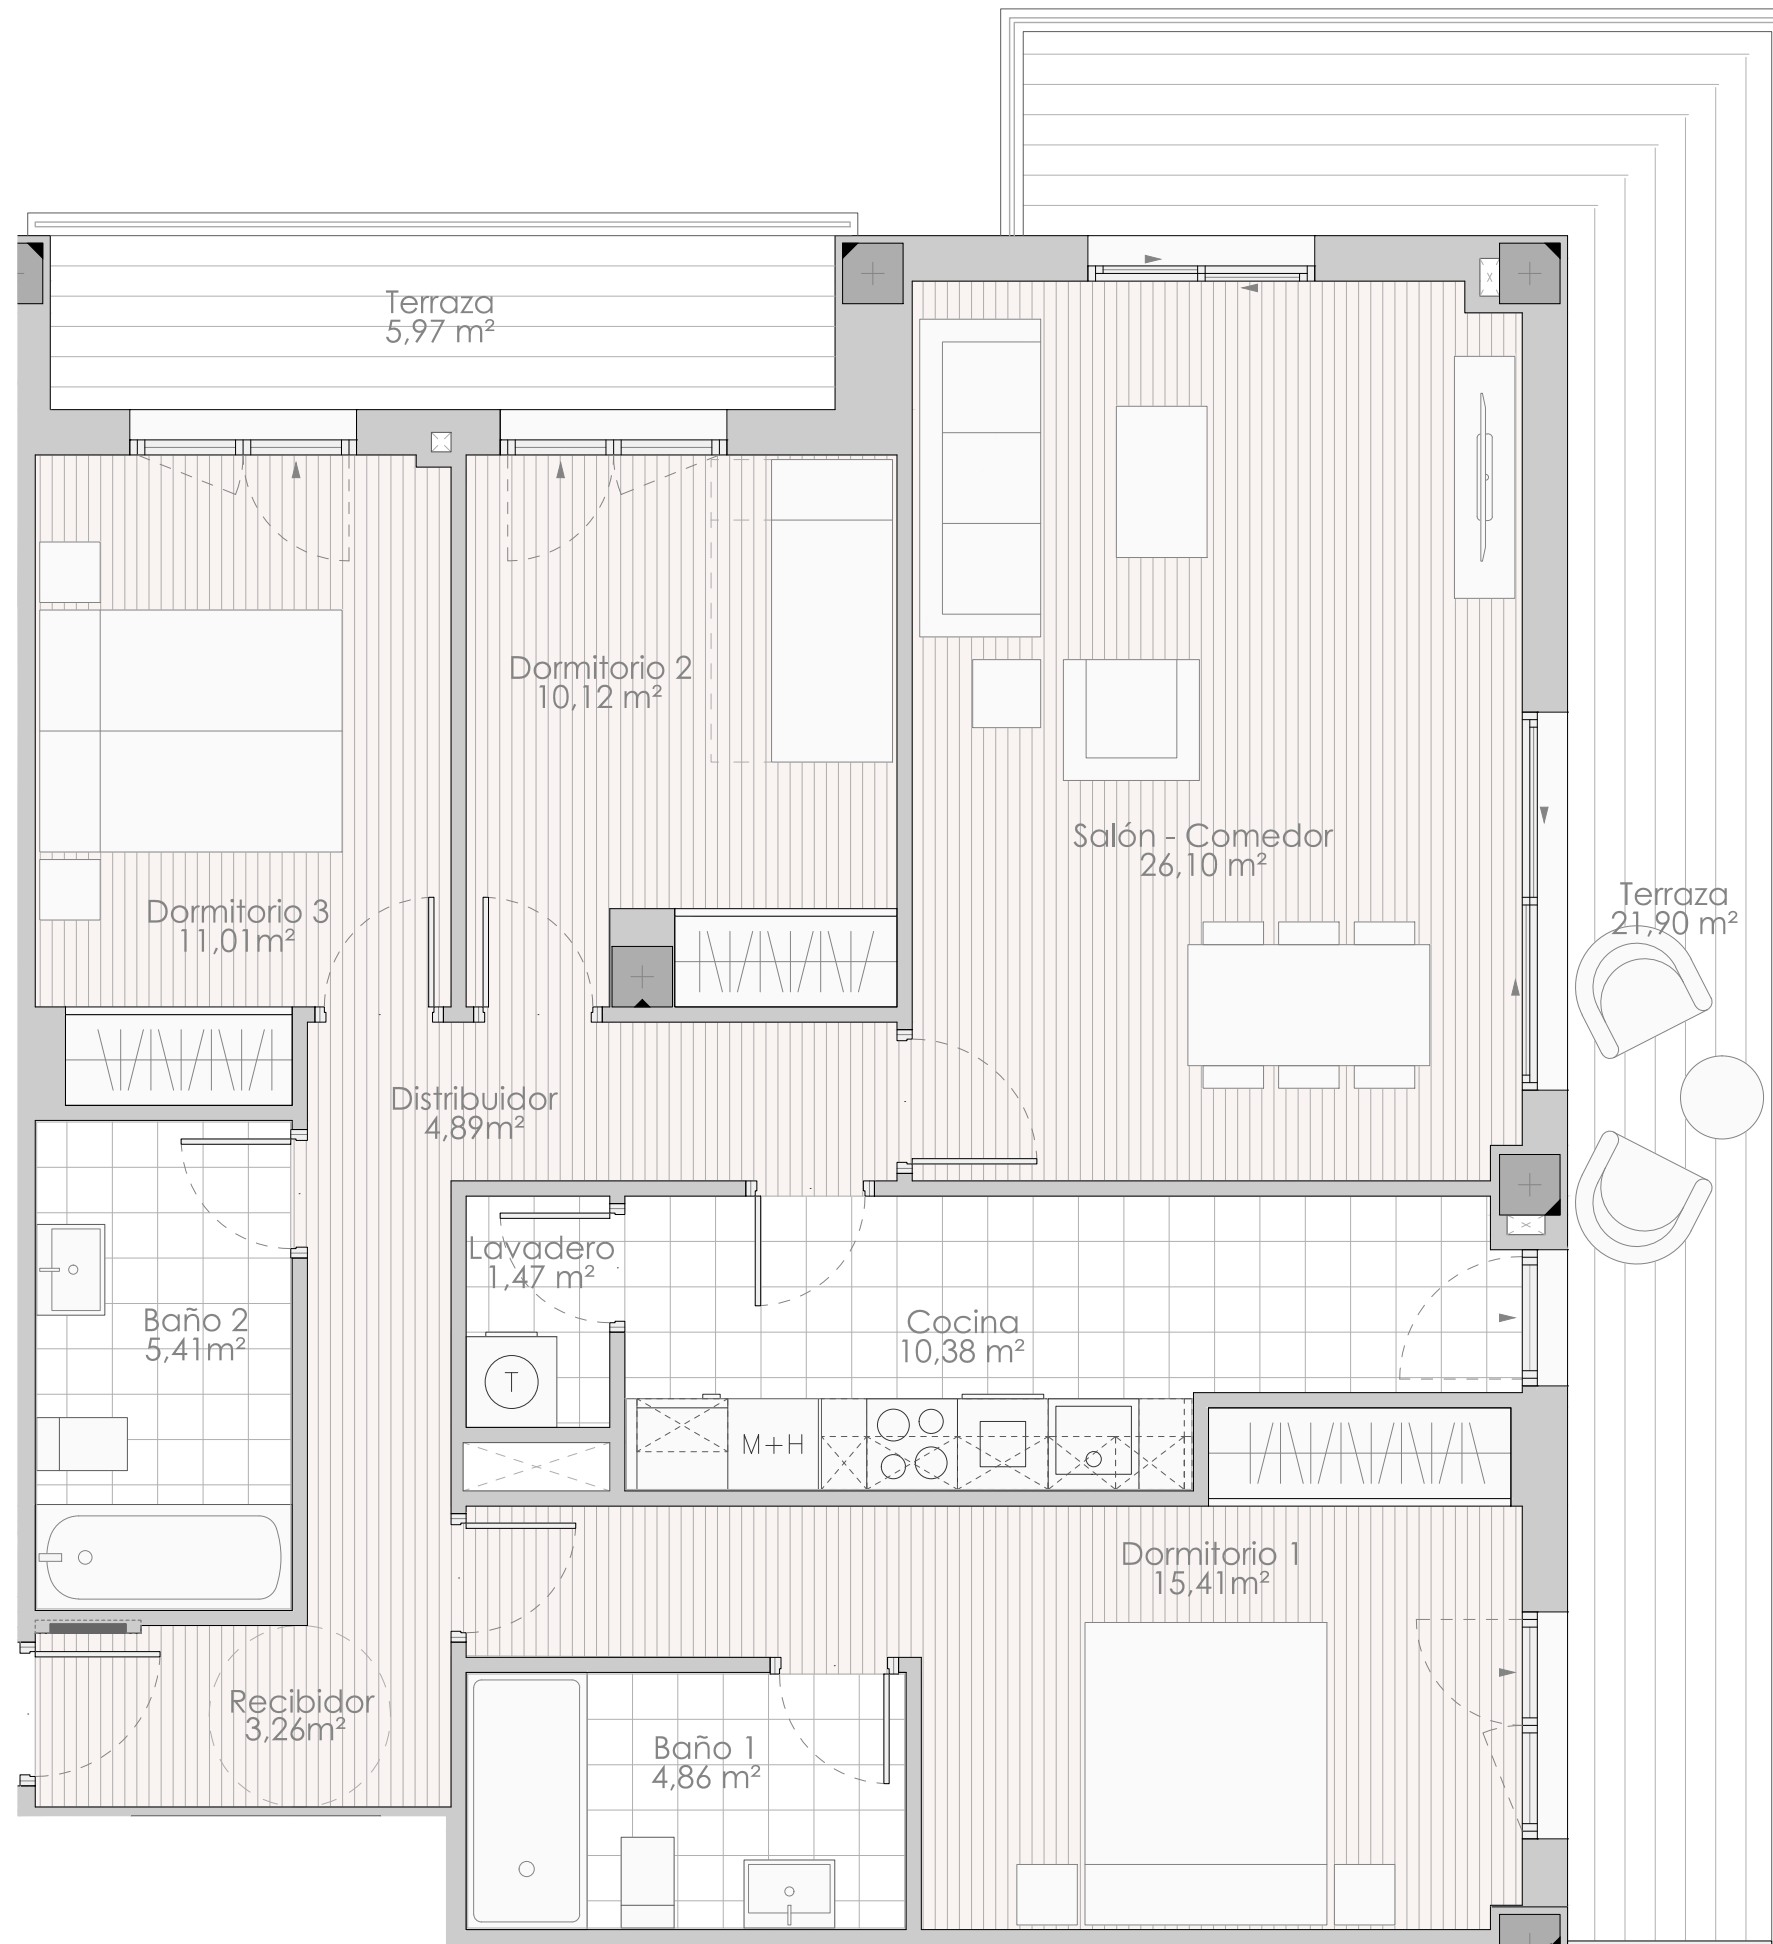 Terraza
5,97 m²
Dormitorio 2
10,12 m²
Salón - Comedor
26,10 m²
Terraza
21,90 m²
Dormitorio 3
11,01m²
Distribuidor
4,89m²
Lavadero
1,47 m²
Baño 2
5,41m²
Cocina
10,38 m²
T
M+H
Dormitorio 1
15,41m²
Recibidor
3,26m²
Baño 1
4,86 m²